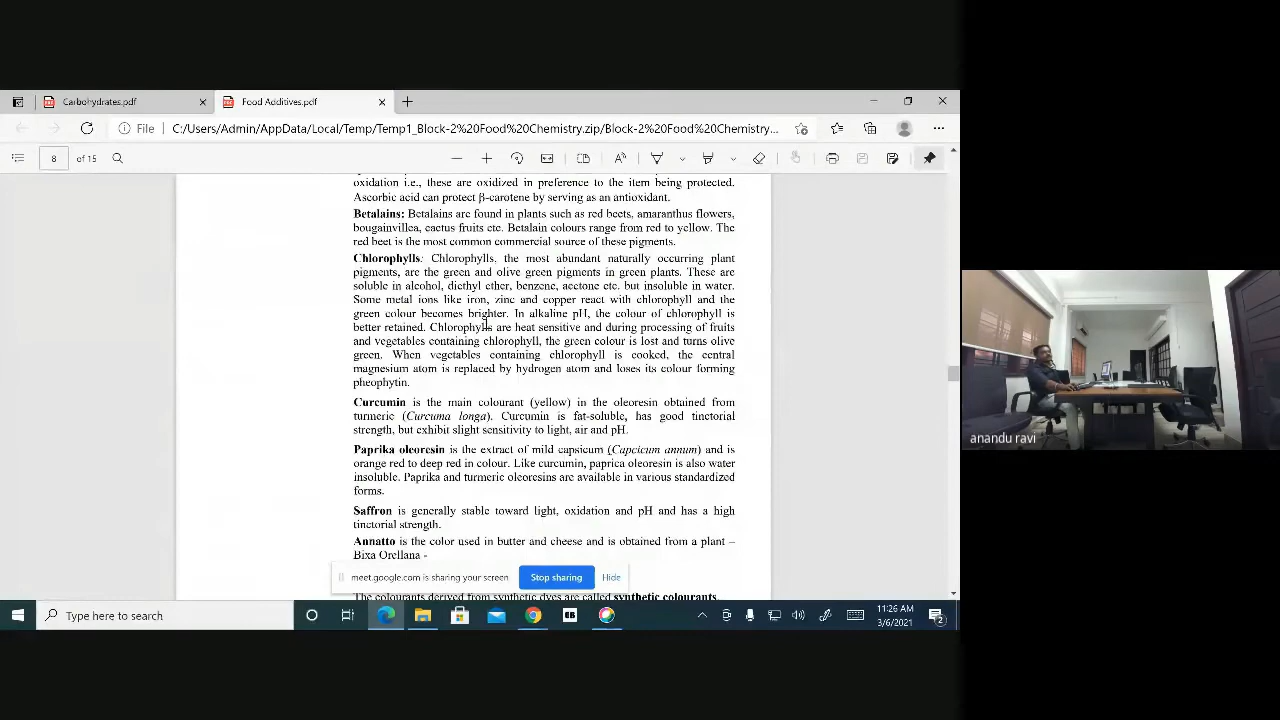 Carbohydrates.pdf
Food Additives.pdf
File
C:/Users/Admin/AppData/Local/Temp/Temp1_Block-2%20Food%20Chemistry.zip/Block-2%20Food%20Chemistry...
8
of 15
oxidation i.e., these are oxidized in preference to the item being protected.
Ascorbic acid can protect β-carotene by serving as an antioxidant.
Betalains: Betalains are found in plants such as red beets, amaranthus flowers,
bougainvillea, cactus fruits etc. Betalain colours range from red to yellow. The
red beet is the most common commercial source of these pigments.
Chlorophylls: Chlorophylls, the most abundant naturally occurring plant
pigments, are the green and olive green pigments in green plants. These are
soluble in alcohol, diethyl ether, benzene, acetone etc. but insoluble in water.
Some metal ions like iron, zinc and copper react with chlorophyll and the
green colour becomes brighter. In alkaline pH, the colour of chlorophyll is
better retained. Chlorophylls are heat sensitive and during processing of fruits
and vegetables containing chlorophyll, the green colour is lost and turns olive
green. When vegetables containing chlorophyll is cooked, the central
magnesium atom is replaced by hydrogen atom and loses its colour forming
pheophytin.
Curcumin is the main colourant (yellow) in the oleoresin obtained from
turmeric (Curcuma longa). Curcumin is fat-soluble, has good tinctorial
strength, but exhibit slight sensitivity to light, air and pH.
Paprika oleoresin is the extract of mild capsicum (Capcicum annum) and is
orange red to deep red in colour. Like curcumin, paprica oleoresin is also water
insoluble. Paprika and turmeric oleoresins are available in various standardized
forms.
Saffron is generally stable toward light, oxidation and pH and has a high
tinctorial strength.
Annatto is the color used in butter and cheese and is obtained from a plant –
Bixa Orellana -
meet.google.com is sharing your screen
Stop sharing
Hide
The colourants derived from synthetic dyes are called synthetic colourants.
Type here to search
11:26 AM
3/6/2021
2
anandu ravi